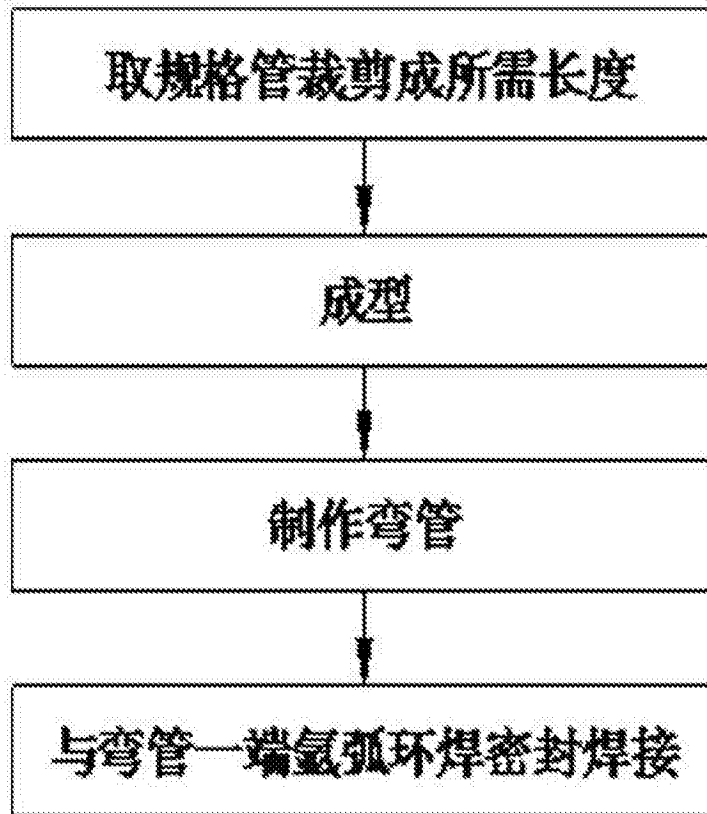 取规格管裁剪成所需长度
成型
制作弯管
与弯管一端氩弧环焊密封焊接